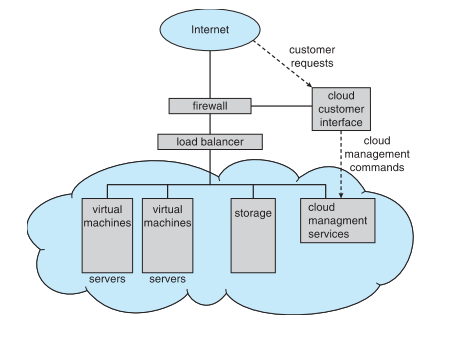 Internet
customer
requests
firewall
cloud
customer
interface
load balancer
cloud
management
commands
virtual
machines
virtual
machines
storage
cloud
managment
services
servers
servers